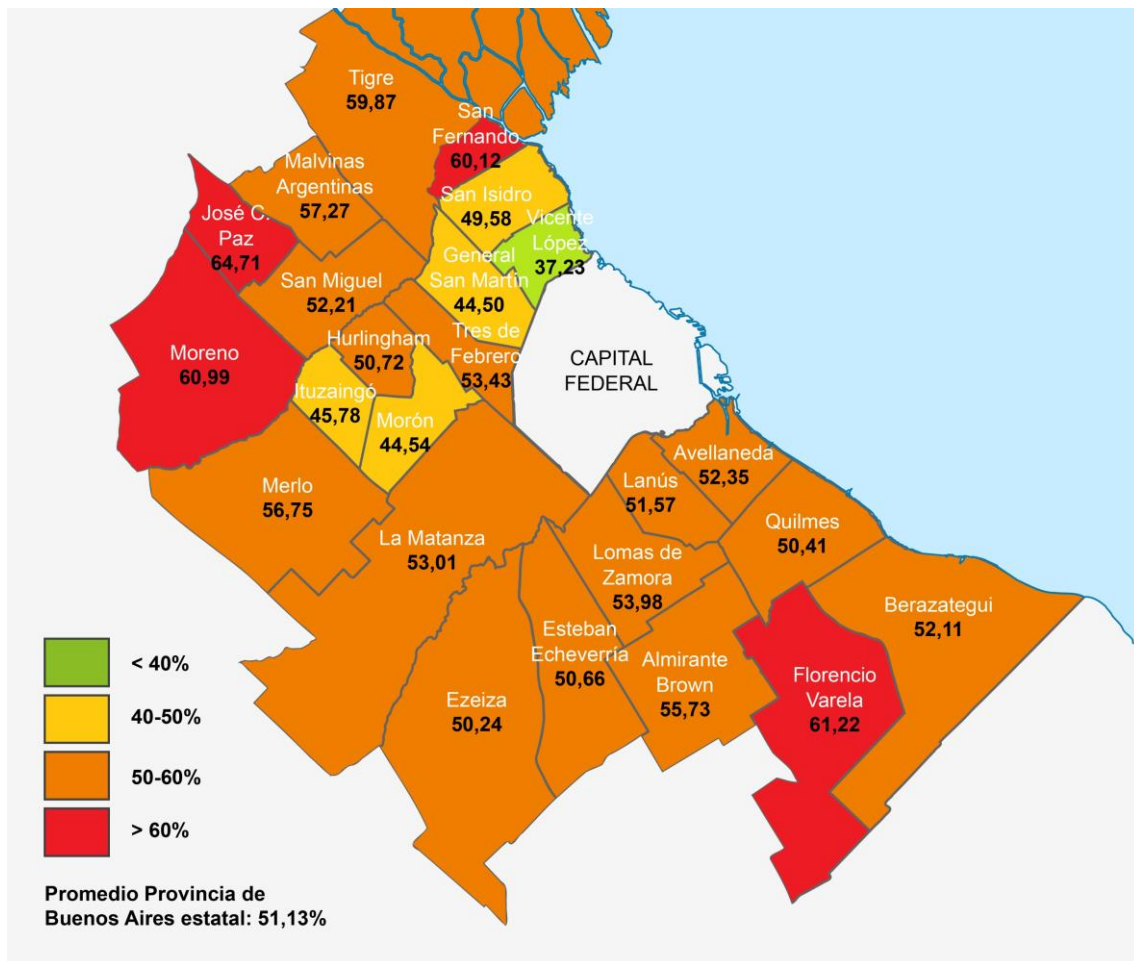 Tigre
59,87
San
Fernando
60,12
Malvinas
Argentinas
57,27
San Isidro
49,58
José C.
Paz
64,71
Vicente
López
37,23
General
San Martín
44,50
San Miguel
52,21
Hurlingham
50,72
Tres de
Febrero
53,43
Moreno
60,99
CAPITAL
FEDERAL
Ituzaingó
45,78
Morón
44,54
Avellaneda
52,35
Lanús
51,57
Merlo
56,75
Quilmes
50,41
La Matanza
53,01
Lomas de
Zamora
53,98
Berazategui
52,11
Esteban
Echeverría
50,66
Almirante
Brown
55,73
Florencio
Varela
61,22
Ezeiza
50,24
< 40%
40-50%
50-60%
> 60%
Promedio Provincia de
Buenos Aires estatal: 51,13%